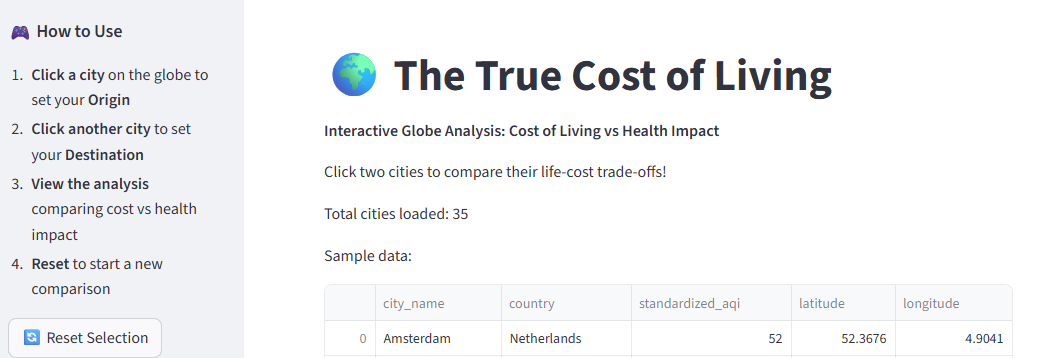 How to Use
1. Click a city on the globe to
set your Origin
2. Click another city to set
your Destination
3. View the analysis
comparing cost vs health
impact
4. Reset to start a new
comparison
Reset Selection
The True Cost of Living
Interactive Globe Analysis: Cost of Living vs Health Impact
Click two cities to compare their life-cost trade-offs!
Total cities loaded: 35
Sample data:
city_name country standardized_aqi latitude longitude
0 Amsterdam Netherlands 52 52.3676 4.9041